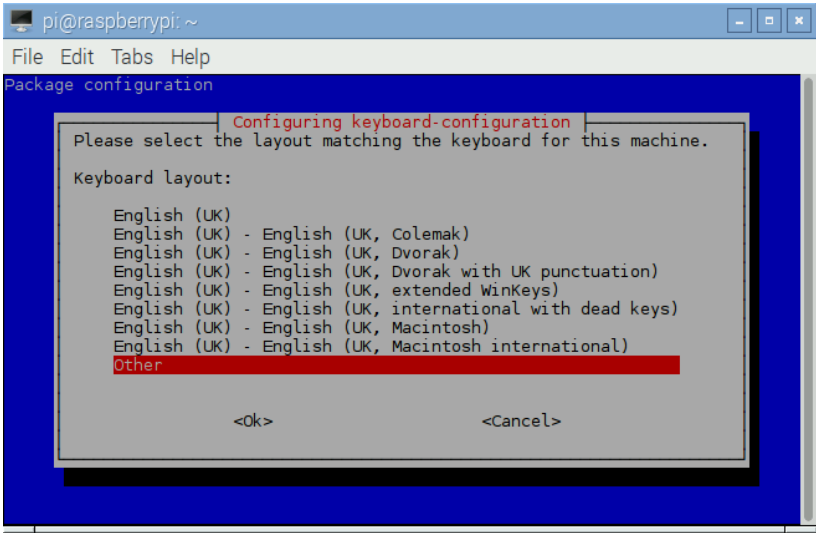 pi@raspberrypi: ~
File Edit Tabs Help
Package configuration
Configuring keyboard-configuration
Please select the layout matching the keyboard for this machine.
Keyboard layout:
English (UK)
English (UK) - English (UK, Colemak)
English (UK) - English (UK, Dvorak)
English (UK) - English (UK, Dvorak with UK punctuation)
English (UK) - English (UK, extended WinKeys)
English (UK) - English (UK, international with dead keys)
English (UK) - English (UK, Macintosh)
English (UK) - English (UK, Macintosh international)
Other
<Ok> <Cancel>